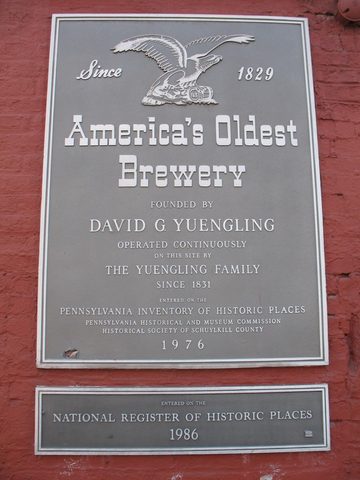 Since 1829
America's Oldest
Brewery
FOUNDED BY
DAVID G YUENGLING
OPERATED CONTINUOUSLY
ON THIS SITE BY
THE YUENGLING FAMILY
SINCE 1831
ENTERED ON THE
PENNSYLVANIA INVENTORY OF HISTORIC PLACES
PENNSYLVANIA HISTORICAL AND MUSEUM COMMISSION
HISTORICAL SOCIETY OF SCHUYLKILL COUNTY
1976
ENTERED ON THE
NATIONAL REGISTER OF HISTORIC PLACES
1986